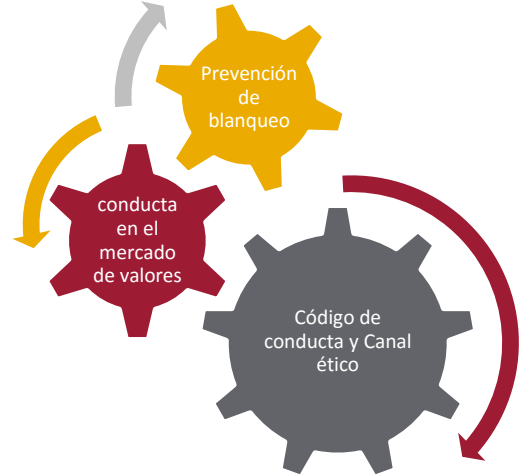 Prevención
de
blanqueo
conducta
en el
mercado
de valores
Código de
conducta y Canal
ético